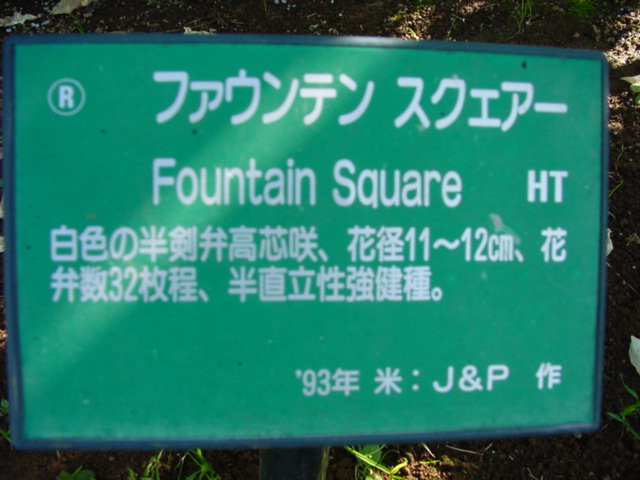 ® ファウンテン スクェアー
Fountain Square HT
白色の半剣弁高芯咲、花径11〜12㎝、花
弁数32枚程、半直立性強健種。
'93年 米：J&P 作